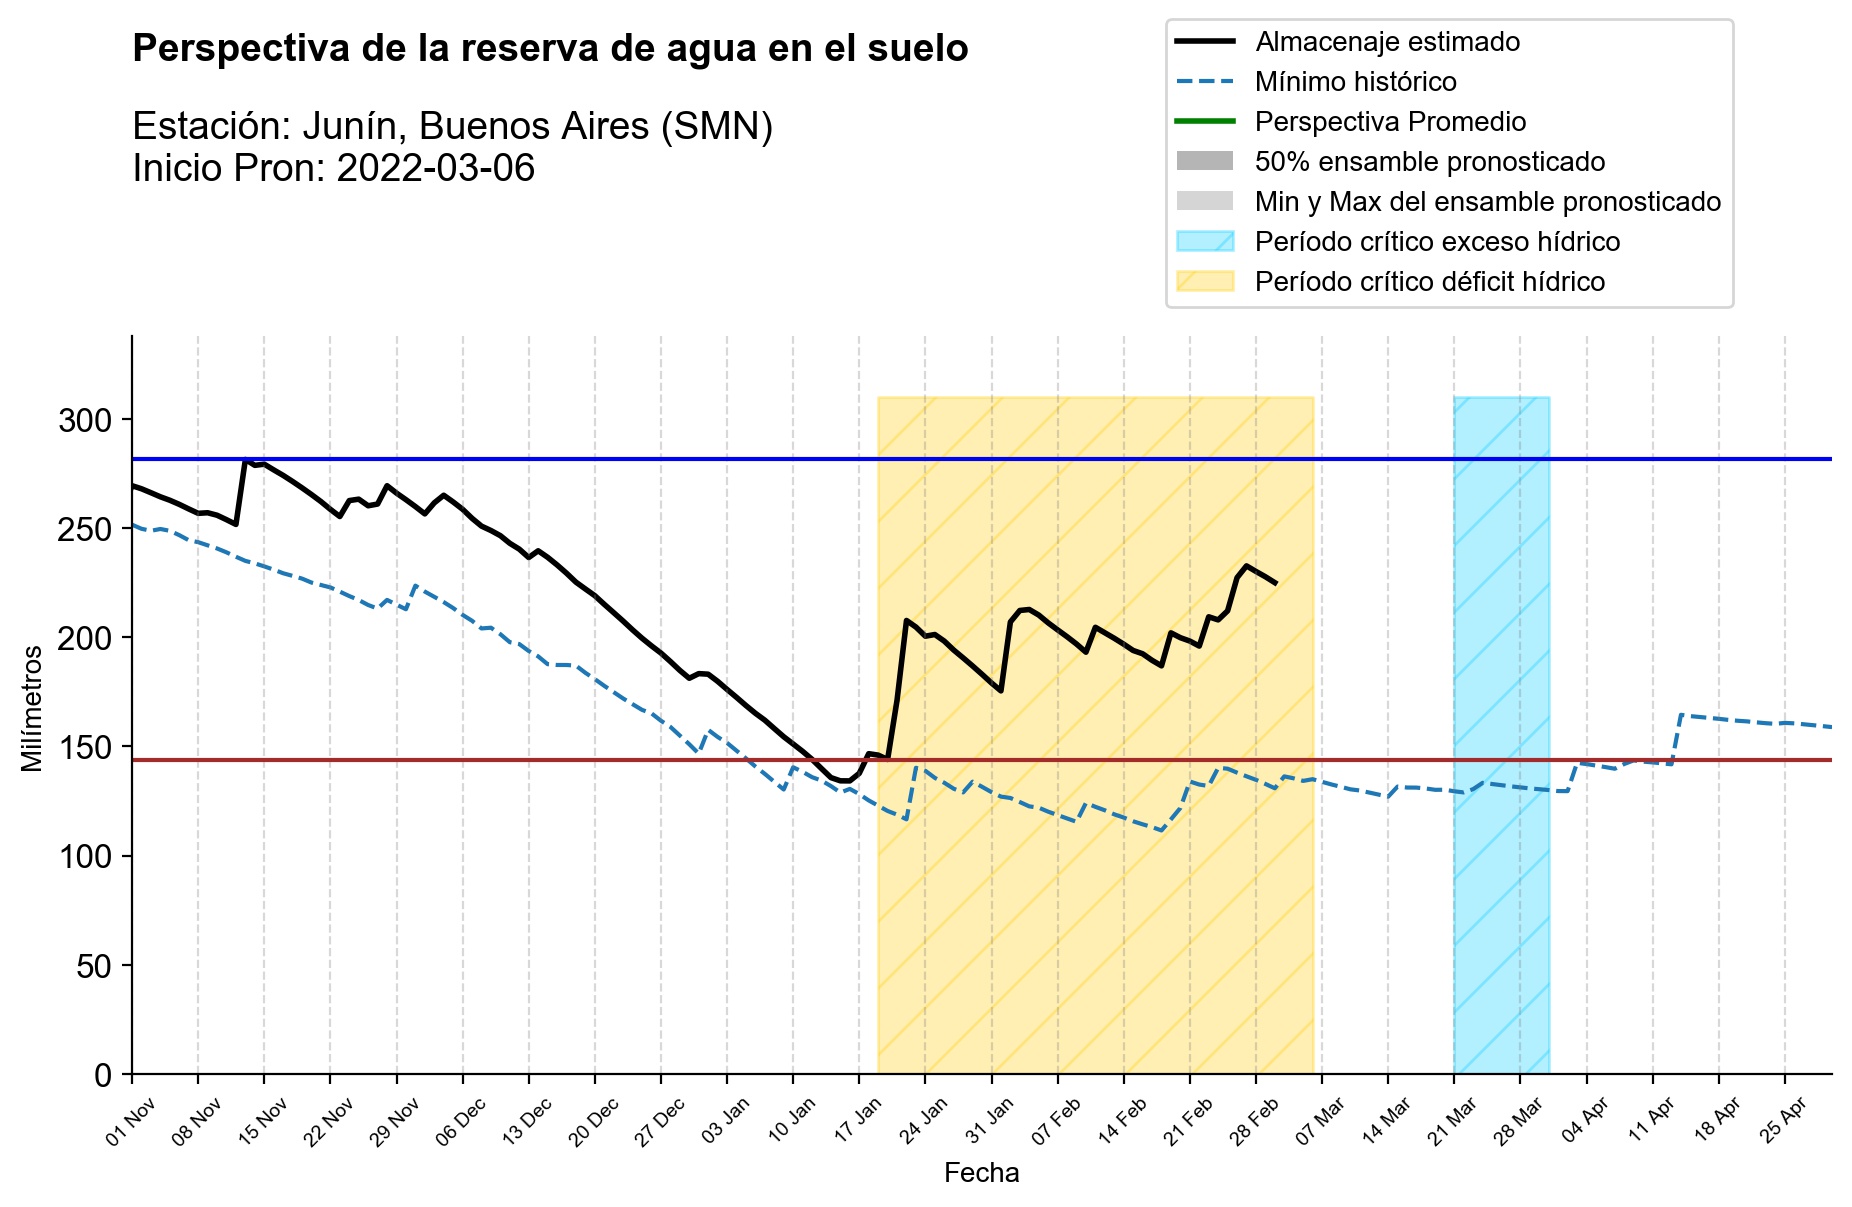 Perspectiva de la reserva de agua en el suelo
Estación: Junín, Buenos Aires (SMN)
Inicio Pron: 2022-03-06
Almacenaje estimado
Mínimo histórico
Perspectiva Promedio
50% ensamble pronosticado
Min y Max del ensamble pronosticado
Período crítico exceso hídrico
Período crítico déficit hídrico
300
250
200
150
100
50
0
Milímetros
01 Nov
08 Nov
15 Nov
22 Nov
29 Nov
06 Dec
13 Dec
20 Dec
27 Dec
03 Jan
10 Jan
17 Jan
24 Jan
31 Jan
07 Feb
14 Feb
21 Feb
28 Feb
07 Mar
14 Mar
21 Mar
28 Mar
04 Apr
11 Apr
18 Apr
25 Apr
Fecha